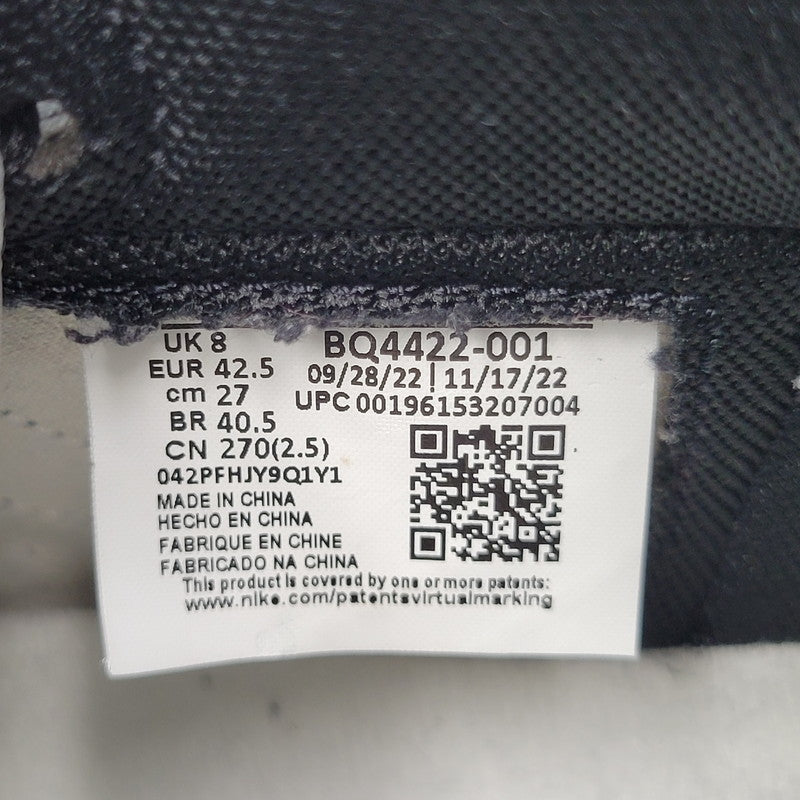 UK 8
EUR 42.5
cm 27
BR 40.5
CN 270(2.5)
042PFHJY9Q1Y1
MADE IN CHINA
HECHO EN CHINA
FABRIQUE EN CHINE
FABRICADO NA CHINA
BQ4422-001
09/28/22 | 11/17/22
UPC 00196153207004
This product is covered by one or more patents:
www.nike.com/patentsvirtualmarking